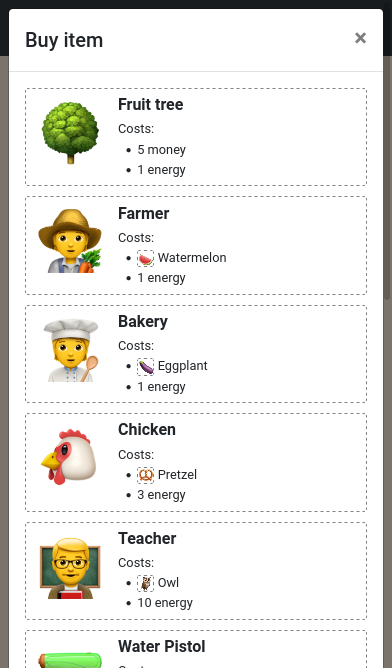 Buy item
×
Fruit tree
Costs:
5 money
1 energy
Farmer
Costs:
Watermelon
1 energy
Bakery
Costs:
Eggplant
1 energy
Chicken
Costs:
Pretzel
3 energy
Teacher
Costs:
Owl
10 energy
Water Pistol